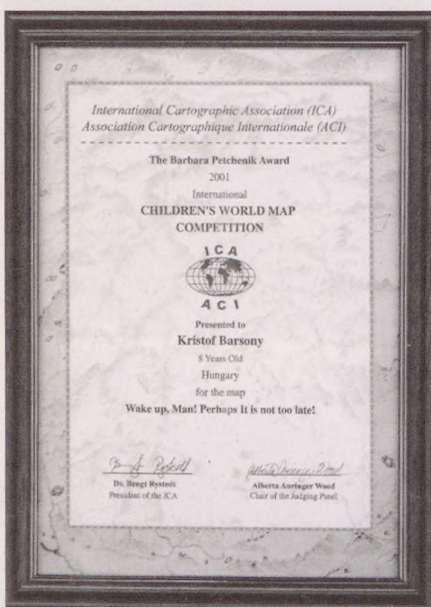 International Cartographic Association (ICA)
Association Cartographique Internationale (ACI)
The Barbara Petchenik Award
2001
International
CHILDREN'S WORLD MAP
COMPETITION
ICA
ACI
Presented to
Kristof Barsony
8 Years Old
Hungary
for the map
Wake up, Man! Perhaps It is not too late!
Dr. Bengt Rystedt
President of the ICA
Alberta Auringer Wood
Chair of the Judging Panel